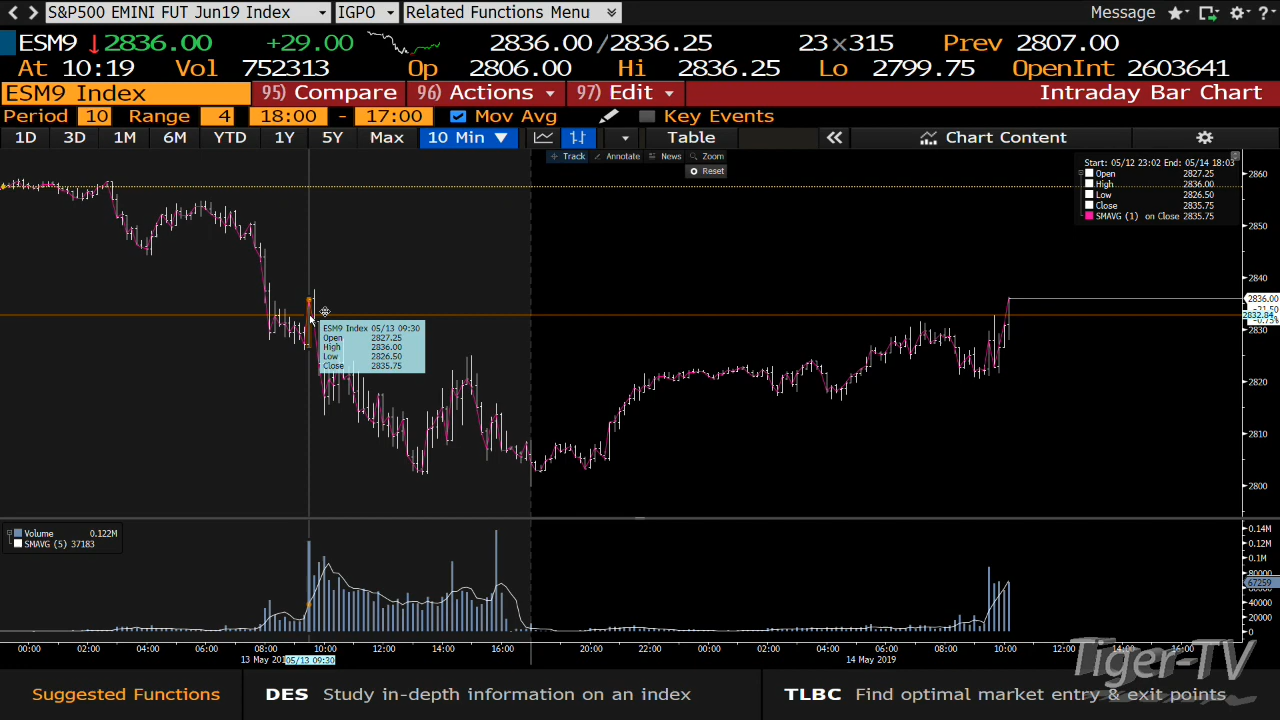 S&P500 EMINI FUT Jun19 Index IGPO Related Functions Menu Message ?
ESM9 2836.00 +29.00 2836.00/2836.25 23×315 Prev 2807.00
At 10:19 Vol 752313 Op 2806.00 Hi 2836.25 Lo 2799.75 OpenInt 2603641
ESM9 Index 95) Compare 96) Actions 97) Edit Intraday Bar Chart
Period 10 Range 4 18:00 - 17:00 Mov Avg Key Events
1D 3D 1M 6M YTD 1Y 5Y Max 10 Min Table Chart Content
Track Annotate News Zoom
Reset
Start: 05/12 23:02 End: 05/14 18:03
Open 2827.25
High 2836.00
Low 2826.50
Close 2835.75
SMAVG (1) on Close 2835.75
2860
2850
2840
2836.00
-21.50
2832.84
-0.75%
2830
2820
2810
2800
ESM9 Index 05/13 09:30
Open 2827.25
High 2836.00
Low 2826.50
Close 2835.75
Volume 0.122M
SMAVG (5) 37183
0.14M
0.12M
0.1M
80000
67259
40000
20000
0
00:00 02:00 04:00 06:00 08:00 10:00 12:00 14:00 16:00 20:00 22:00 00:00 02:00 04:00 06:00 08:00 10:00 12:00 14:00
13 May 05/13 09:30 14 May 2019
Tiger-TV
Suggested Functions DES Study in-depth information on an index TLBC Find optimal market entry & exit points